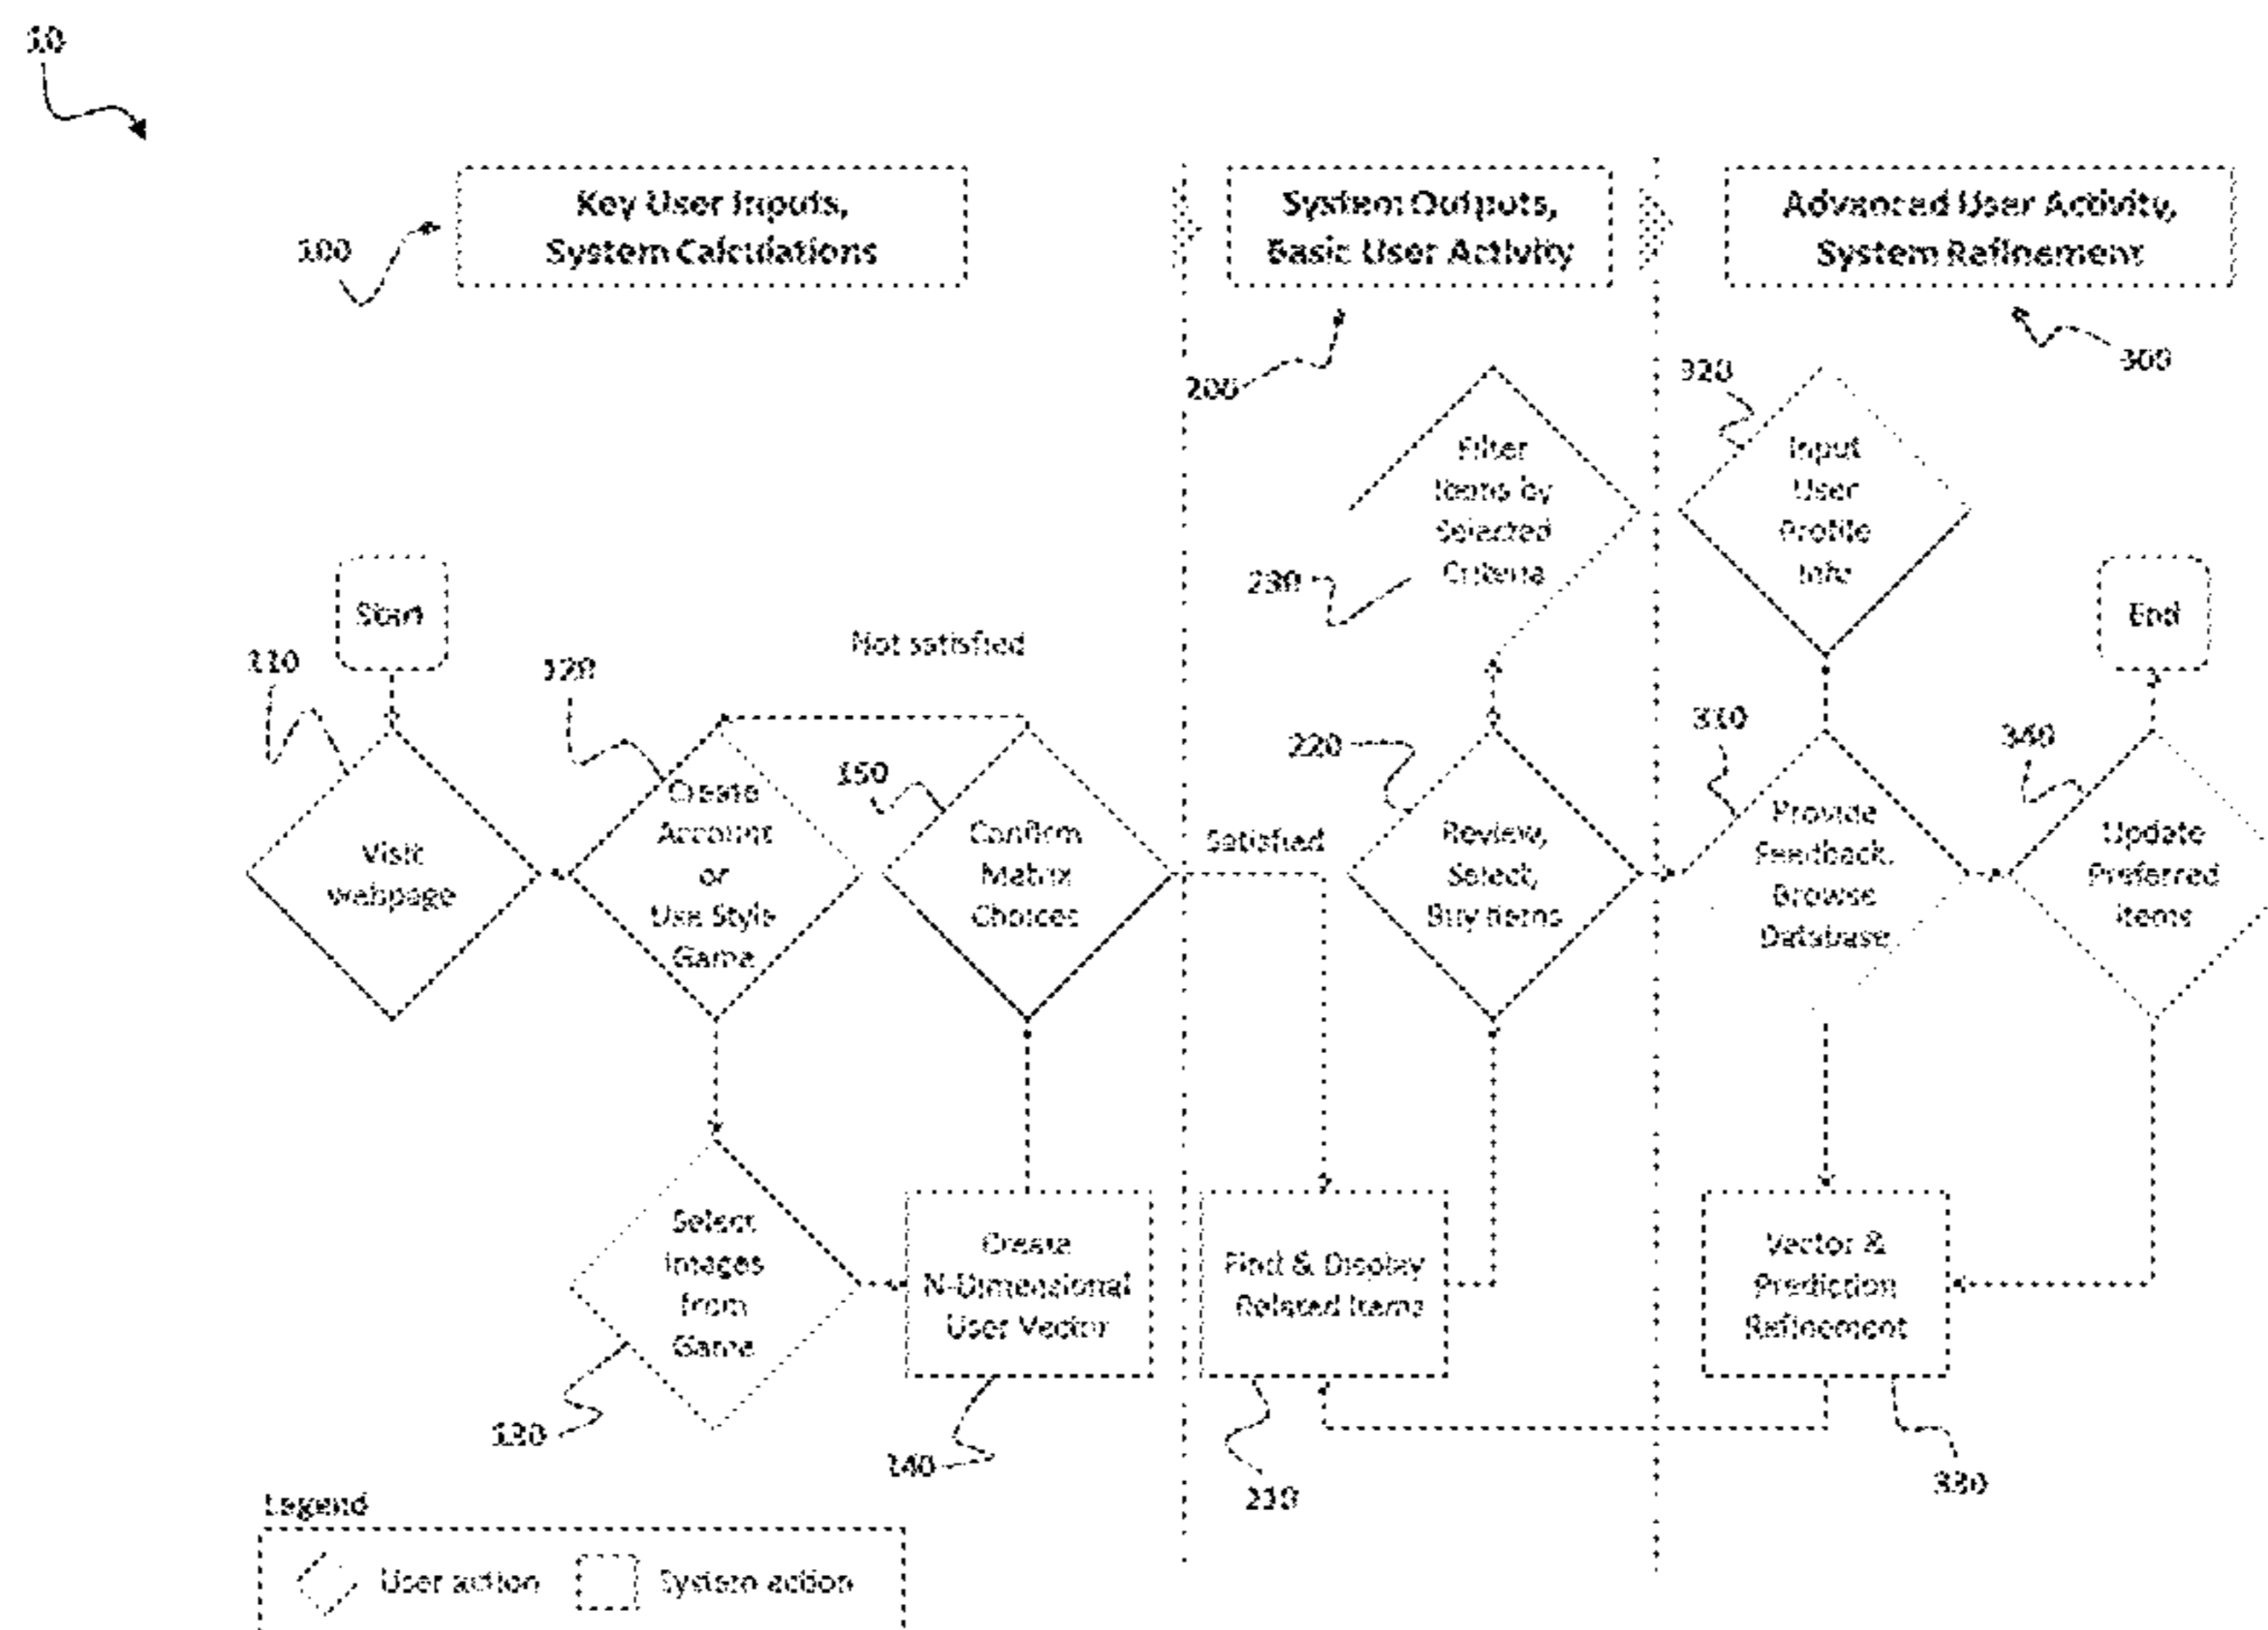 10
Key User Inputs,
System Calculations
System Outputs,
Basic User Activity
Advanced User Activity,
System Refinement
100
200
300
320
Filter
Items by
Selected
Criteria
Input
User
Profile
Info
230
Start
End
110
120
Not satisfied
150
220
310
340
Visit
webpage
Create
Account
or
Use Style
Game
Confirm
Matrix
Choices
Satisfied
Review,
Select,
Buy Items
Provide
Feedback,
Browse
Database
Update
Preferred
Items
Select
Images
from
Game
Create
N-Dimensional
User Vector
Find & Display
Related Items
Vector &
Prediction
Refinement
130
140
210
330
Legend
User action
System action